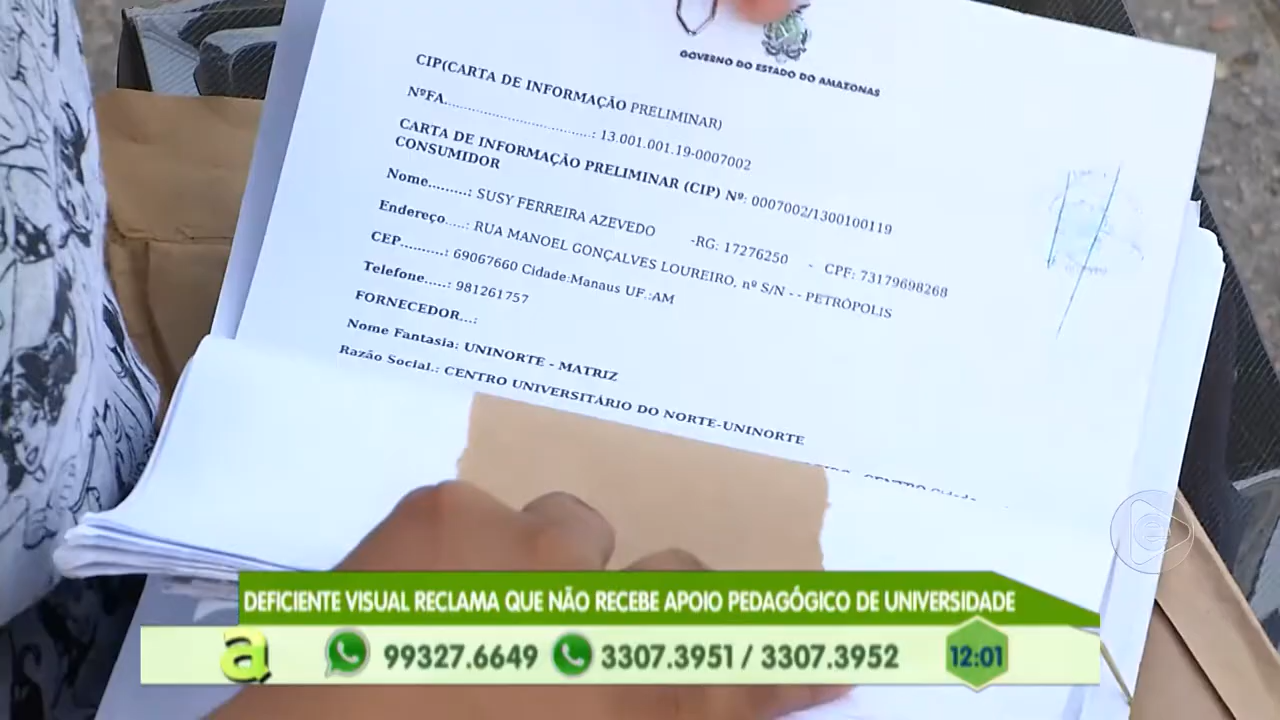 GOVERNO DO ESTADO DO AMAZONAS
CIP(CARTA DE INFORMAÇÃO PRELIMINAR)
NºFA..............................: 13.001.001.19-0007002
CARTA DE INFORMAÇÃO PRELIMINAR (CIP) Nº: 0007002/1300100119
CONSUMIDOR
Nome.........: SUSY FERREIRA AZEVEDO -RG: 17276250 - CPF: 73179698268
Endereço.....: RUA MANOEL GONÇALVES LOUREIRO, nº S/N - - PETRÓPOLIS
CEP.........: 69067660 Cidade:Manaus UF.:AM
Telefone.....: 981261757
FORNECEDOR...:
Nome Fantasia: UNINORTE - MATRIZ
Razão Social.: CENTRO UNIVERSITÁRIO DO NORTE-UNINORTE
DEFICIENTE VISUAL RECLAMA QUE NÃO RECEBE APOIO PEDAGÓGICO DE UNIVERSIDADE
a 99327.6649 3307.3951 / 3307.3952 12:01